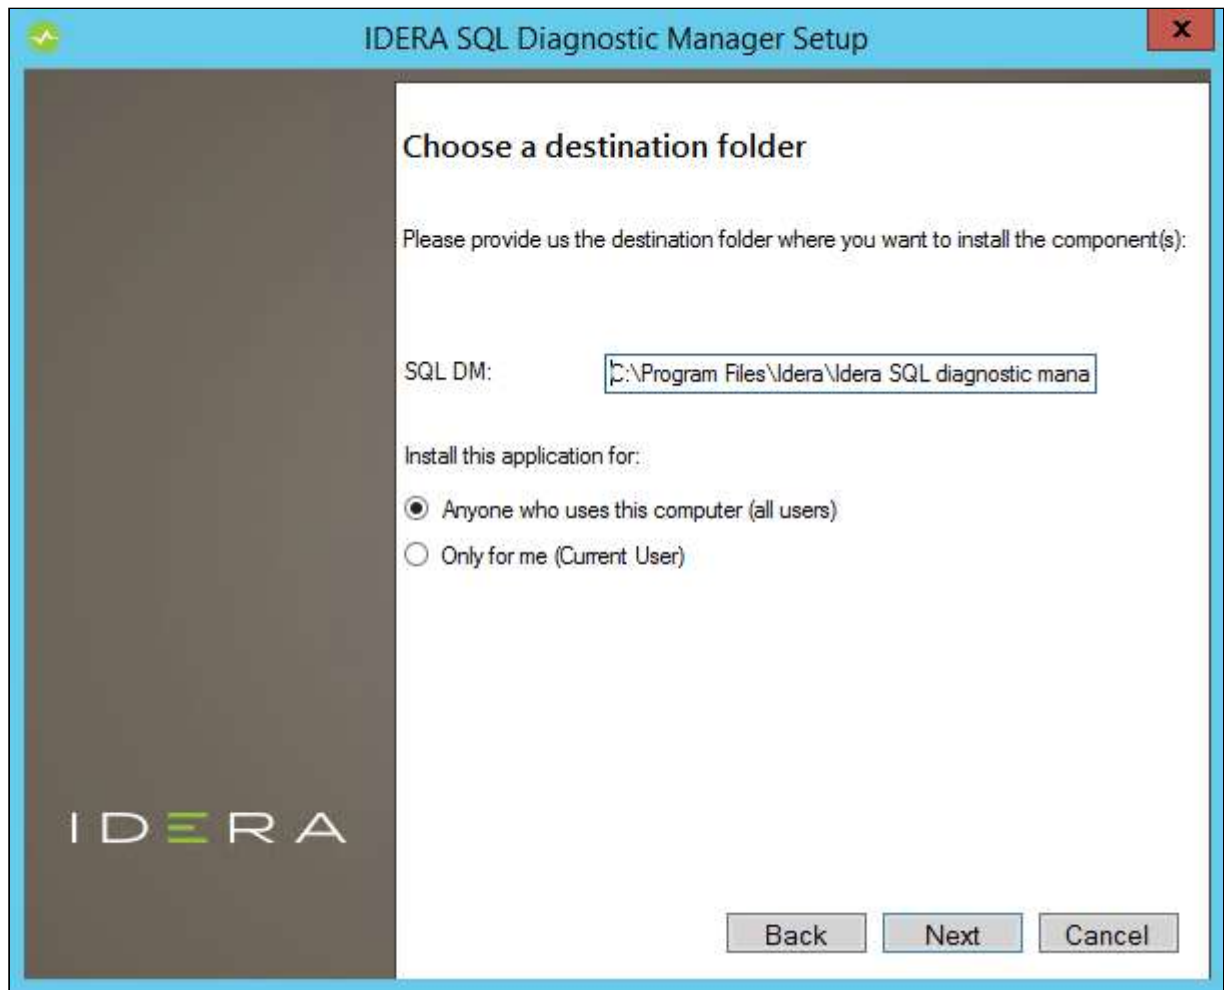 IDERA SQL Diagnostic Manager Setup
x
Choose a destination folder
Please provide us the destination folder where you want to install the component(s):
SQL DM: C:\Program Files\Idera\Idera SQL diagnostic mana
Install this application for:
Anyone who uses this computer (all users)
Only for me (Current User)
IDERA
Back Next Cancel